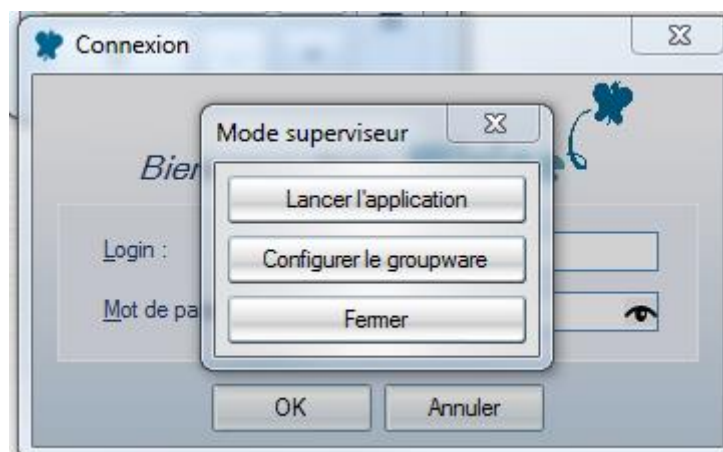 Connexion
Mode superviseur
Bien
Lancer l'application
Login :
Configurer le groupware
Mot de pa
Fermer
OK
Annuler